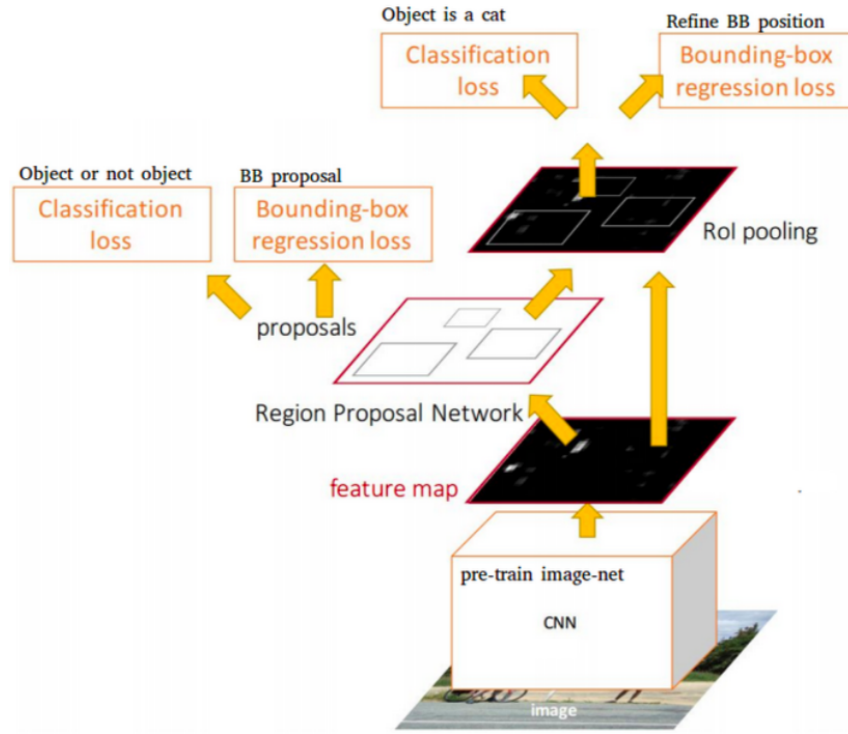 Object is a cat
Refine BB position
Classification
loss
Bounding-box
regression loss
Object or not object
BB proposal
Classification
loss
Bounding-box
regression loss
RoI pooling
proposals
Region Proposal Network
feature map
pre-train image-net
CNN
image